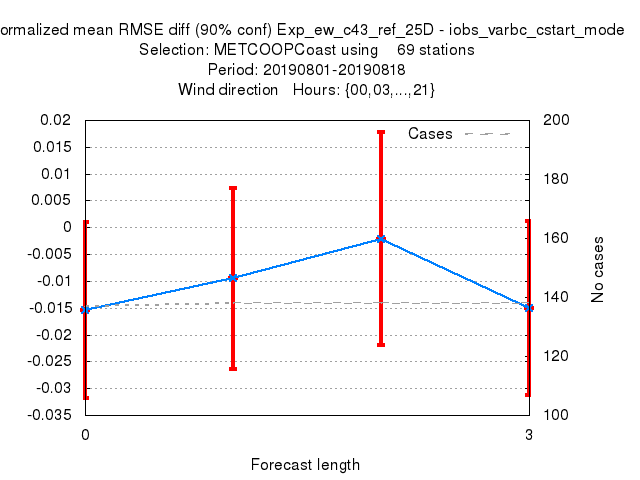 ormalized mean RMSE diff (90% conf) Exp_ew_c43_ref_25D - iobs_varbc_cstart_mode
Selection: METCOOPCoast using 69 stations
Period: 20190801-20190818
Wind direction Hours: {00,03,...,21}
Cases
0.02
0.015
0.01
0.005
0
-0.005
-0.01
-0.015
-0.02
-0.025
-0.03
-0.035
200
180
160
140
120
100
No cases
0
3
Forecast length